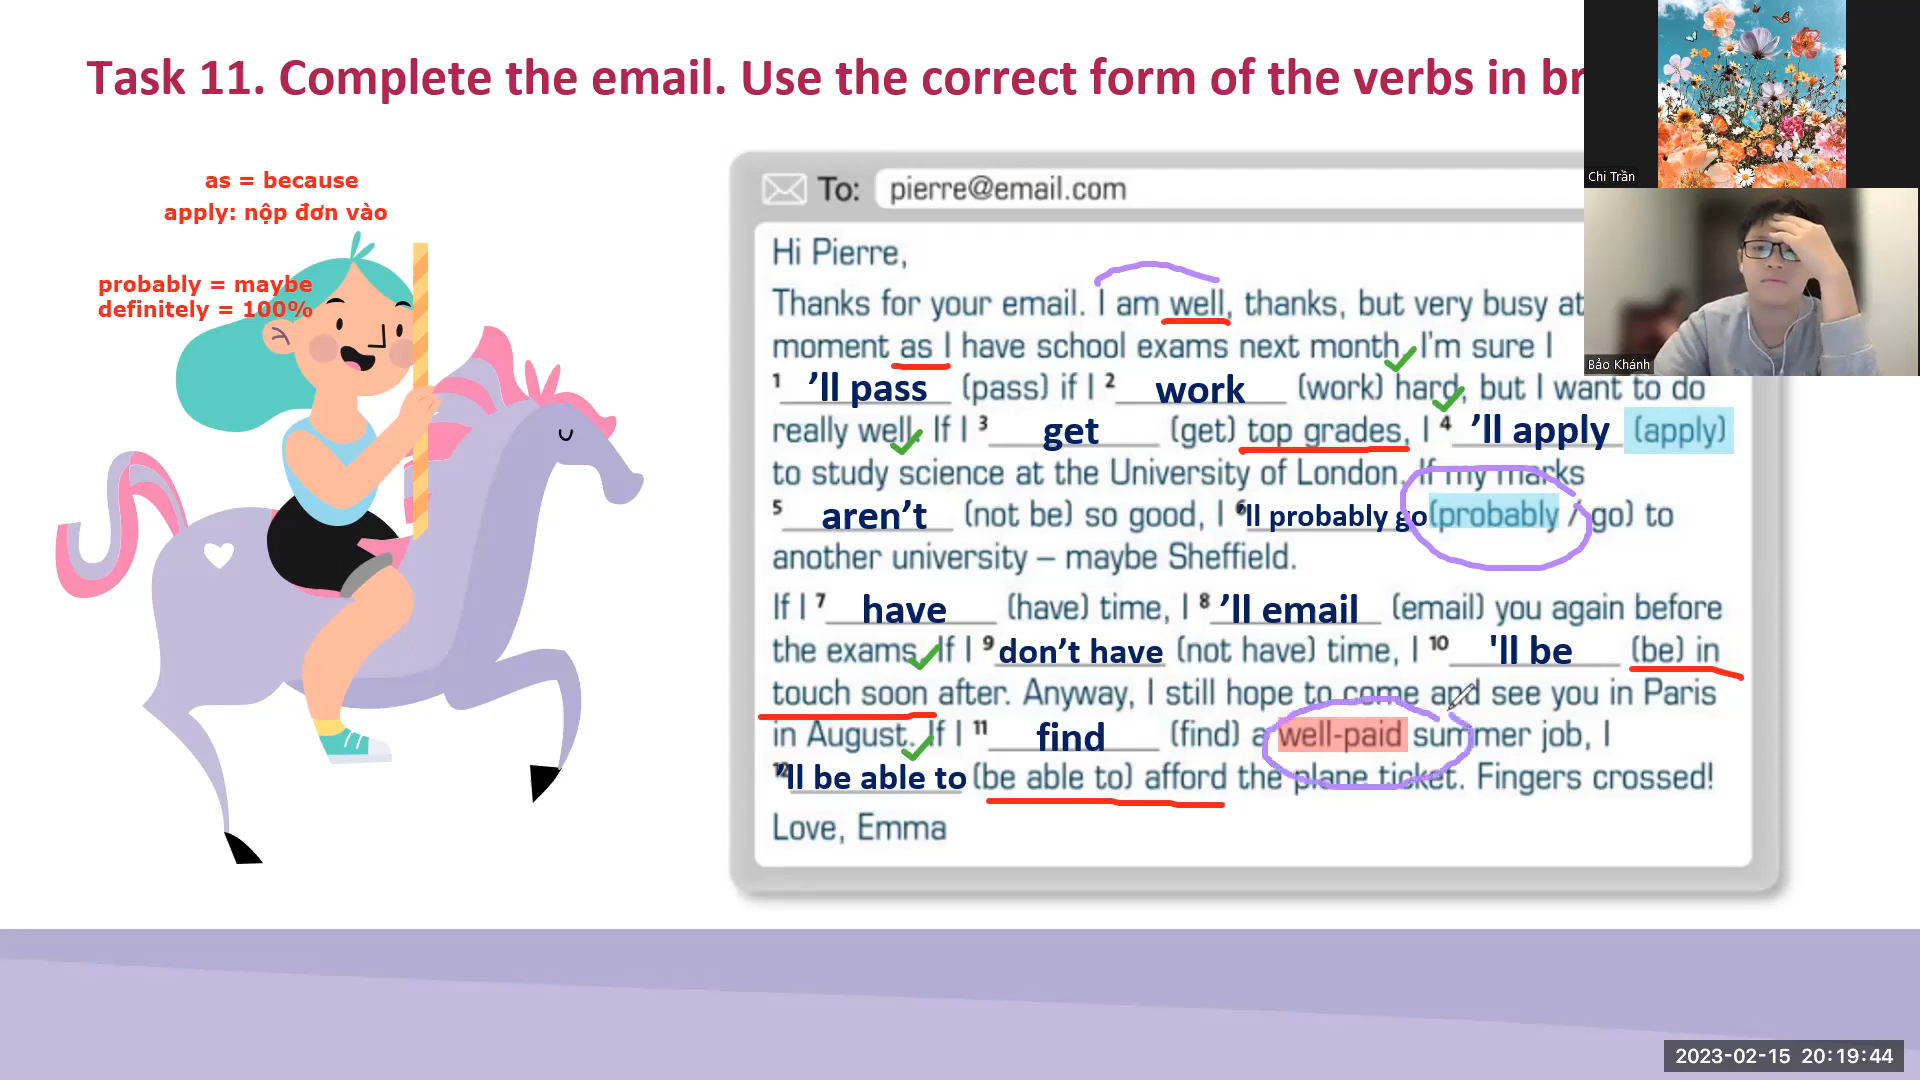 Task 11. Complete the email. Use the correct form of the verbs in br
as = because
apply: nộp đơn vào
probably = maybe
definitely = 100%
To: pierre@email.com
Hi Pierre,
Thanks for your email. I am well, thanks, but very busy at
moment as I have school exams next month. I'm sure I
1 ’ll pass (pass) if I 2 work (work) hard, but I want to do
really well. If I 3 get (get) top grades, I 4 ’ll apply (apply)
to study science at the University of London. If my marks
5 aren’t (not be) so good, I 6 ’ll probably go (probably / go) to
another university – maybe Sheffield.
If I 7 have (have) time, I 8 ’ll email (email) you again before
the exams. If I 9 don’t have (not have) time, I 10 'll be (be) in
touch soon after. Anyway, I still hope to come and see you in Paris
in August. If I 11 find (find) a well-paid summer job, I
12 ’ll be able to (be able to) afford the plane ticket. Fingers crossed!
Love, Emma
Chi Trần
Bảo Khánh
2023-02-15 20:19:44